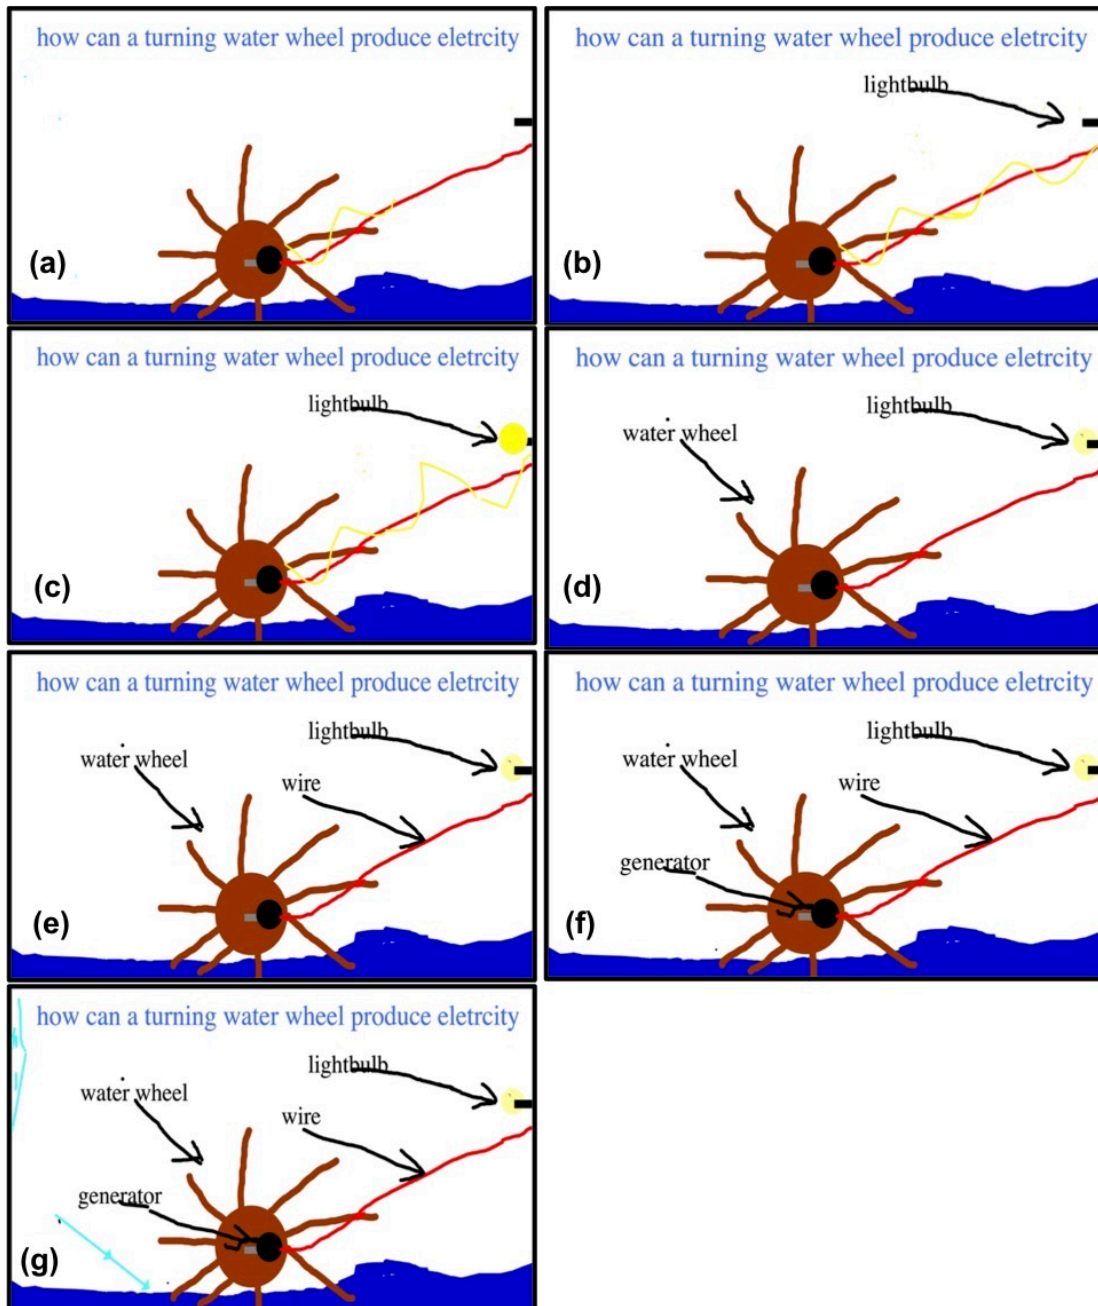 how can a turning water wheel produce eletrcity
(a)
how can a turning water wheel produce eletrcity
lightbulb
(b)
how can a turning water wheel produce eletrcity
lightbulb
(c)
how can a turning water wheel produce eletrcity
lightbulb
water wheel
(d)
how can a turning water wheel produce eletrcity
lightbulb
water wheel
wire
(e)
how can a turning water wheel produce eletrcity
lightbulb
water wheel
wire
generator
(f)
how can a turning water wheel produce eletrcity
lightbulb
water wheel
wire
generator
(g)